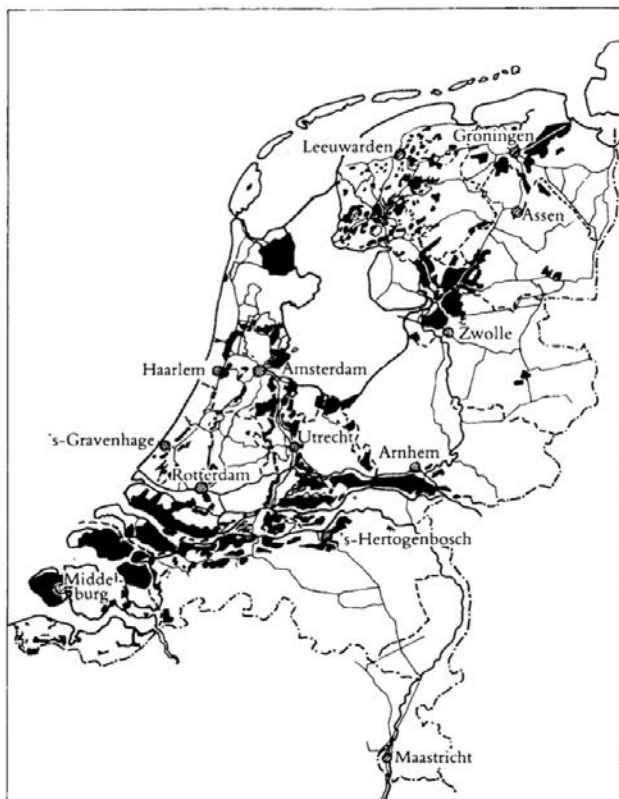 Leeuwarden
Groningen
Assen
Zwolle
Haarlem
Amsterdam
's-Gravenhage
Utrecht
Arnhem
Rotterdam
's-Hertogenbosch
Middel
burg
Maastricht